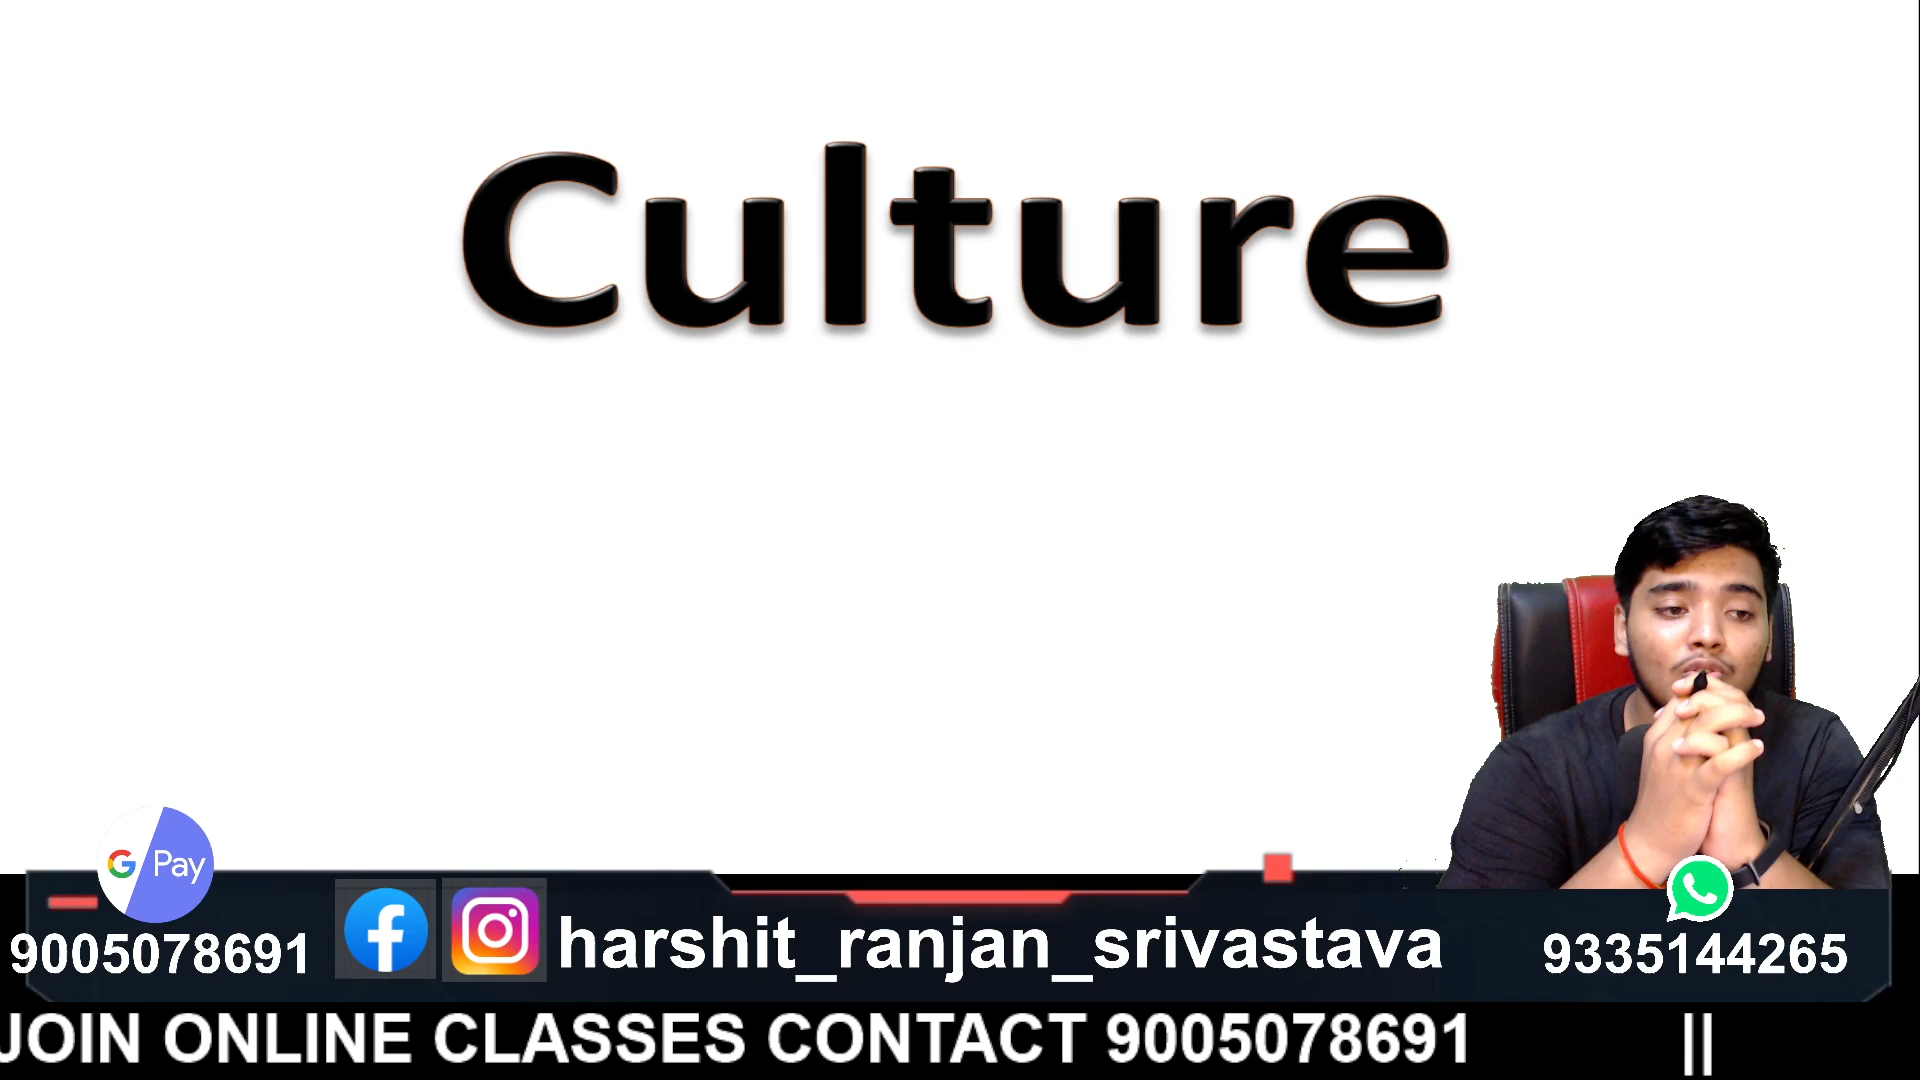 Culture
G Pay
9005078691
harshit_ranjan_srivastava
9335144265
JOIN ONLINE CLASSES CONTACT 9005078691 ||